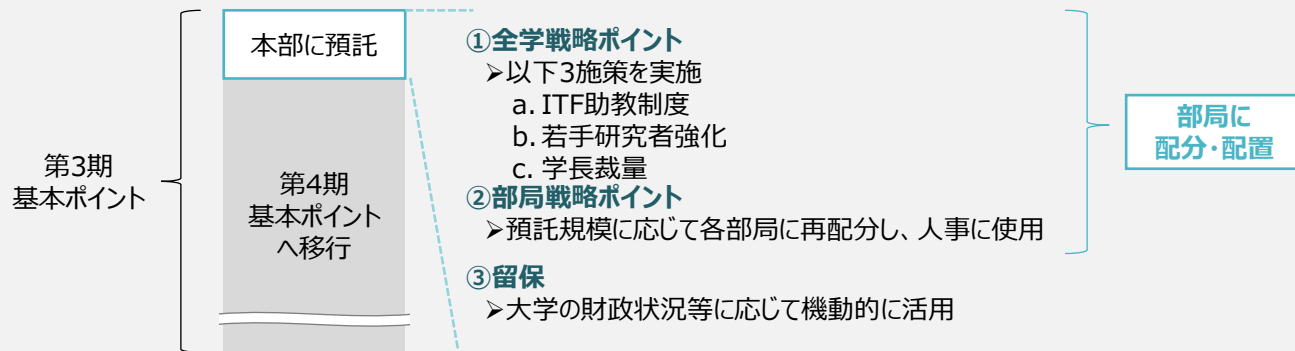 第3期
基本ポイント
本部に預託
第4期
基本ポイント
へ移行
①全学戦略ポイント
➢以下3施策を実施
a. ITF助教制度
b. 若手研究者強化
c. 学長裁量
②部局戦略ポイント
➢預託規模に応じて各部局に再配分し、人事に使用
③留保
➢大学の財政状況等に応じて機動的に活用
部局に
配分・配置